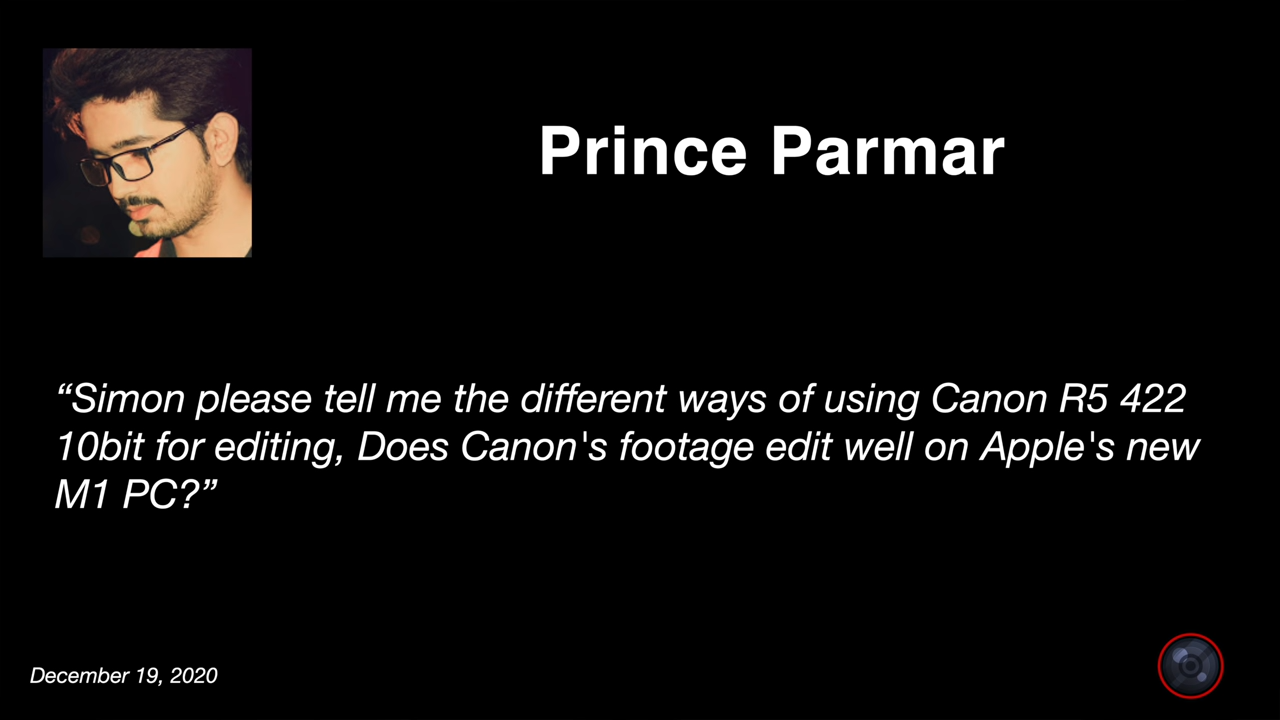 Prince Parmar
“Simon please tell me the different ways of using Canon R5 422
10bit for editing, Does Canon's footage edit well on Apple's new
M1 PC?”
December 19, 2020